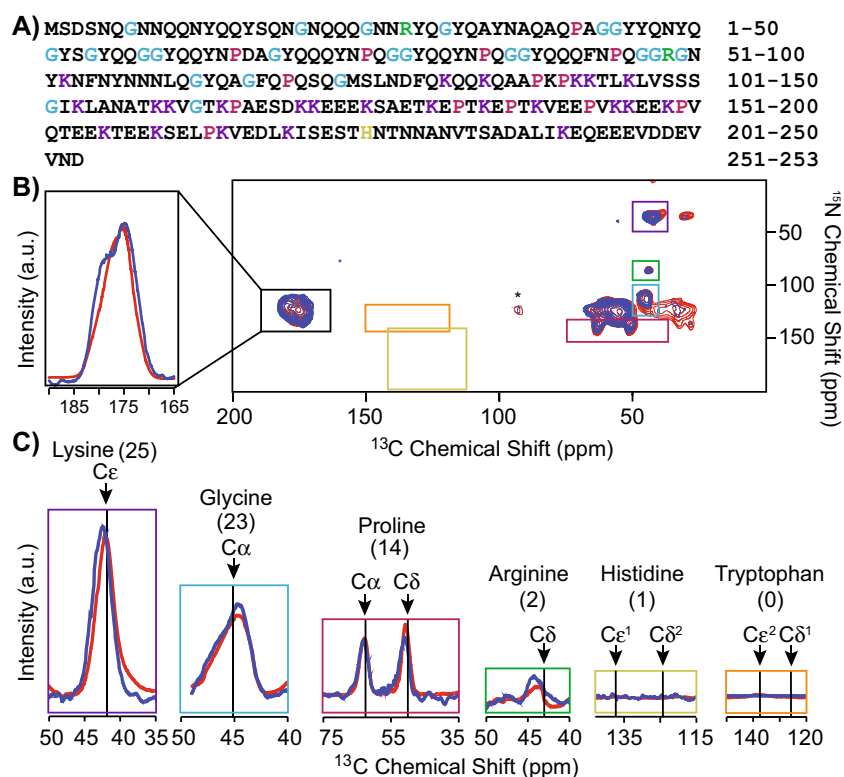 A) MSDSNQGNNQQNYQQYSQNGNQQQGNNRYQGYQAYNAQAQPAGGYYQNYQ 1–50
GYSGYQQGGYQQYNPDAGYQQQYNPQGGYQQYNPQGGYQQQFNPQGGRGN 51–100
YKNFNYNNNLQGYQAGFQPQSQGMSLNDFQKQQKQAAPKPKKTLKLVSSS 101–150
GIKLANATKKVGTKPAESDKKEEEKSAETKEPTKEPTKVEEPVKKEEKPV 151–200
QTEEKTEEKSELPKVEDLKISESTHNTNNANVTSADALIKEQEEEVDDEV 201–250
VND 251–253
B)
Intensity (a.u.)
185 175 165
*
50
100
150
¹⁵N Chemical Shift (ppm)
200 150 100 50
¹³C Chemical Shift (ppm)
C)
Lysine (25)
Cε
Glycine
(23)
Cα
Proline
(14)
Cα Cδ
Arginine
(2)
Cδ
Histidine
(1)
Cε¹ Cδ²
Tryptophan
(0)
Cε² Cδ¹
Intensity (a.u.)
50 45 40 35
50 45 40
75 55 35
50 45 40
135 115
140 120
¹³C Chemical Shift (ppm)